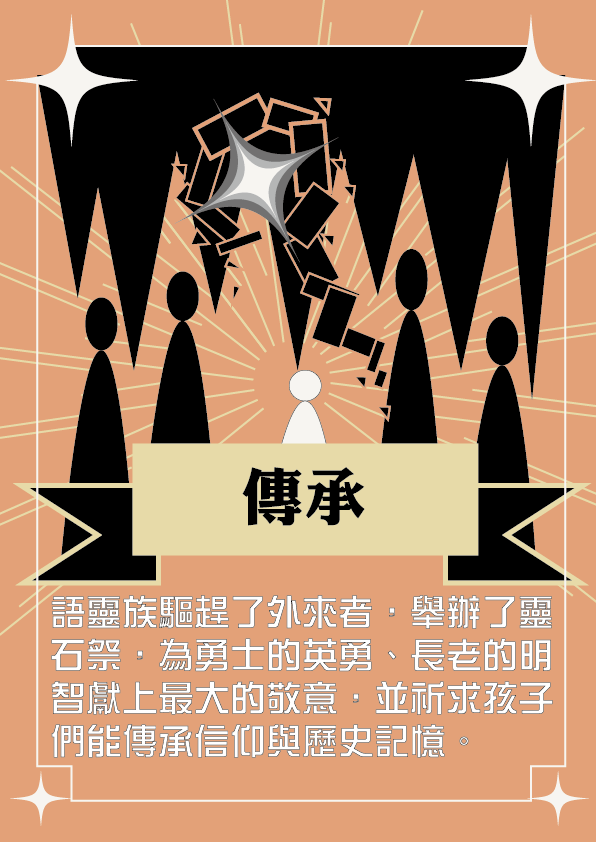 傳承
語靈族驅趕了外來者，舉辦了靈
石祭，為勇士的英勇、長老的明
智獻上最大的敬意，並祈求孩子
們能傳承信仰與歷史記憶。